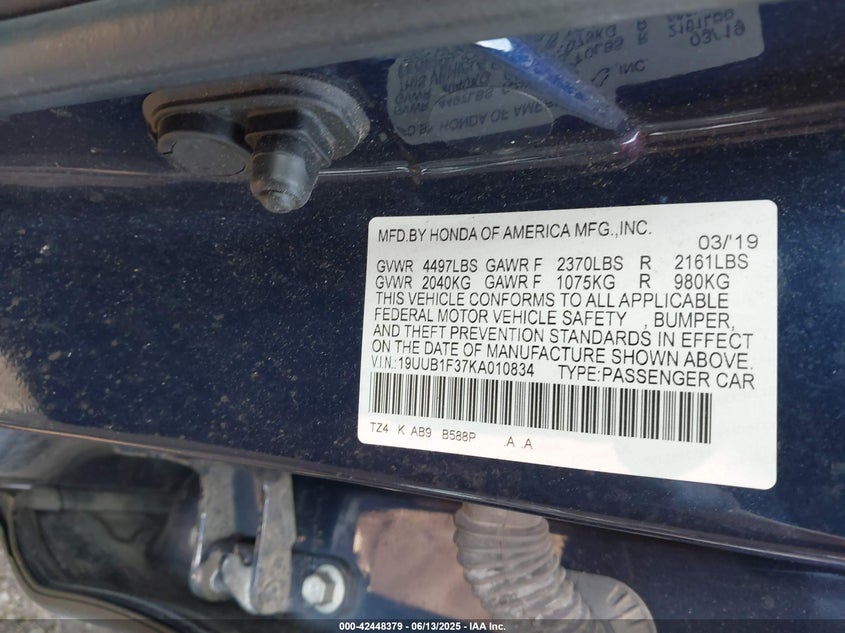 MFD.BY HONDA OF AMERICA MFG.,INC.
03/'19
GVWR 4497LBS GAWR F 2370LBS R 2161LBS
GVWR 2040KG GAWR F 1075KG R 980KG
THIS VEHICLE CONFORMS TO ALL APPLICABLE
FEDERAL MOTOR VEHICLE SAFETY , BUMPER,
AND THEFT PREVENTION STANDARDS IN EFFECT
ON THE DATE OF MANUFACTURE SHOWN ABOVE.
V.I.N.:19UUB1F37KA010834 TYPE:PASSENGER CAR
TZ4 K AB9 B588P .A .A
000-42448379 - 06/13/2025 - IAA Inc.